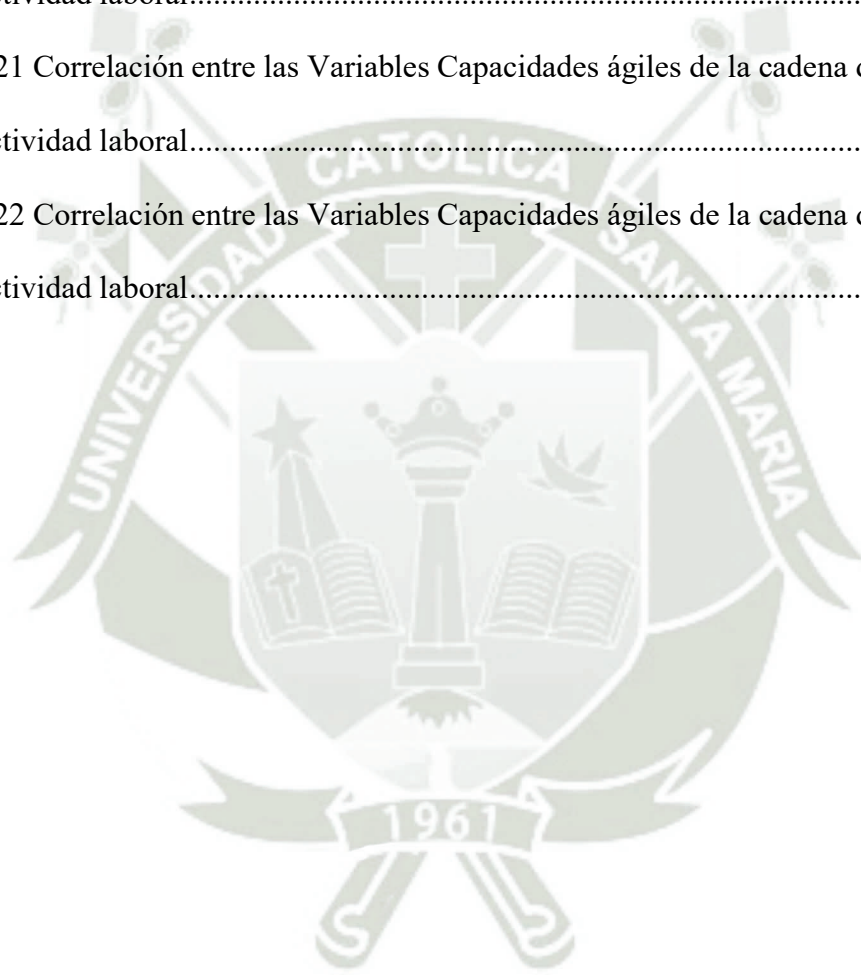 ctividad laboral
21 Correlación entre las Variables Capacidades ágiles de la cadena
ctividad laboral
22 Correlación entre las Variables Capacidades ágiles de la cadena
ctividad laboral
UNIVERSIDAD CATOLICA SANTA MARIA
1961